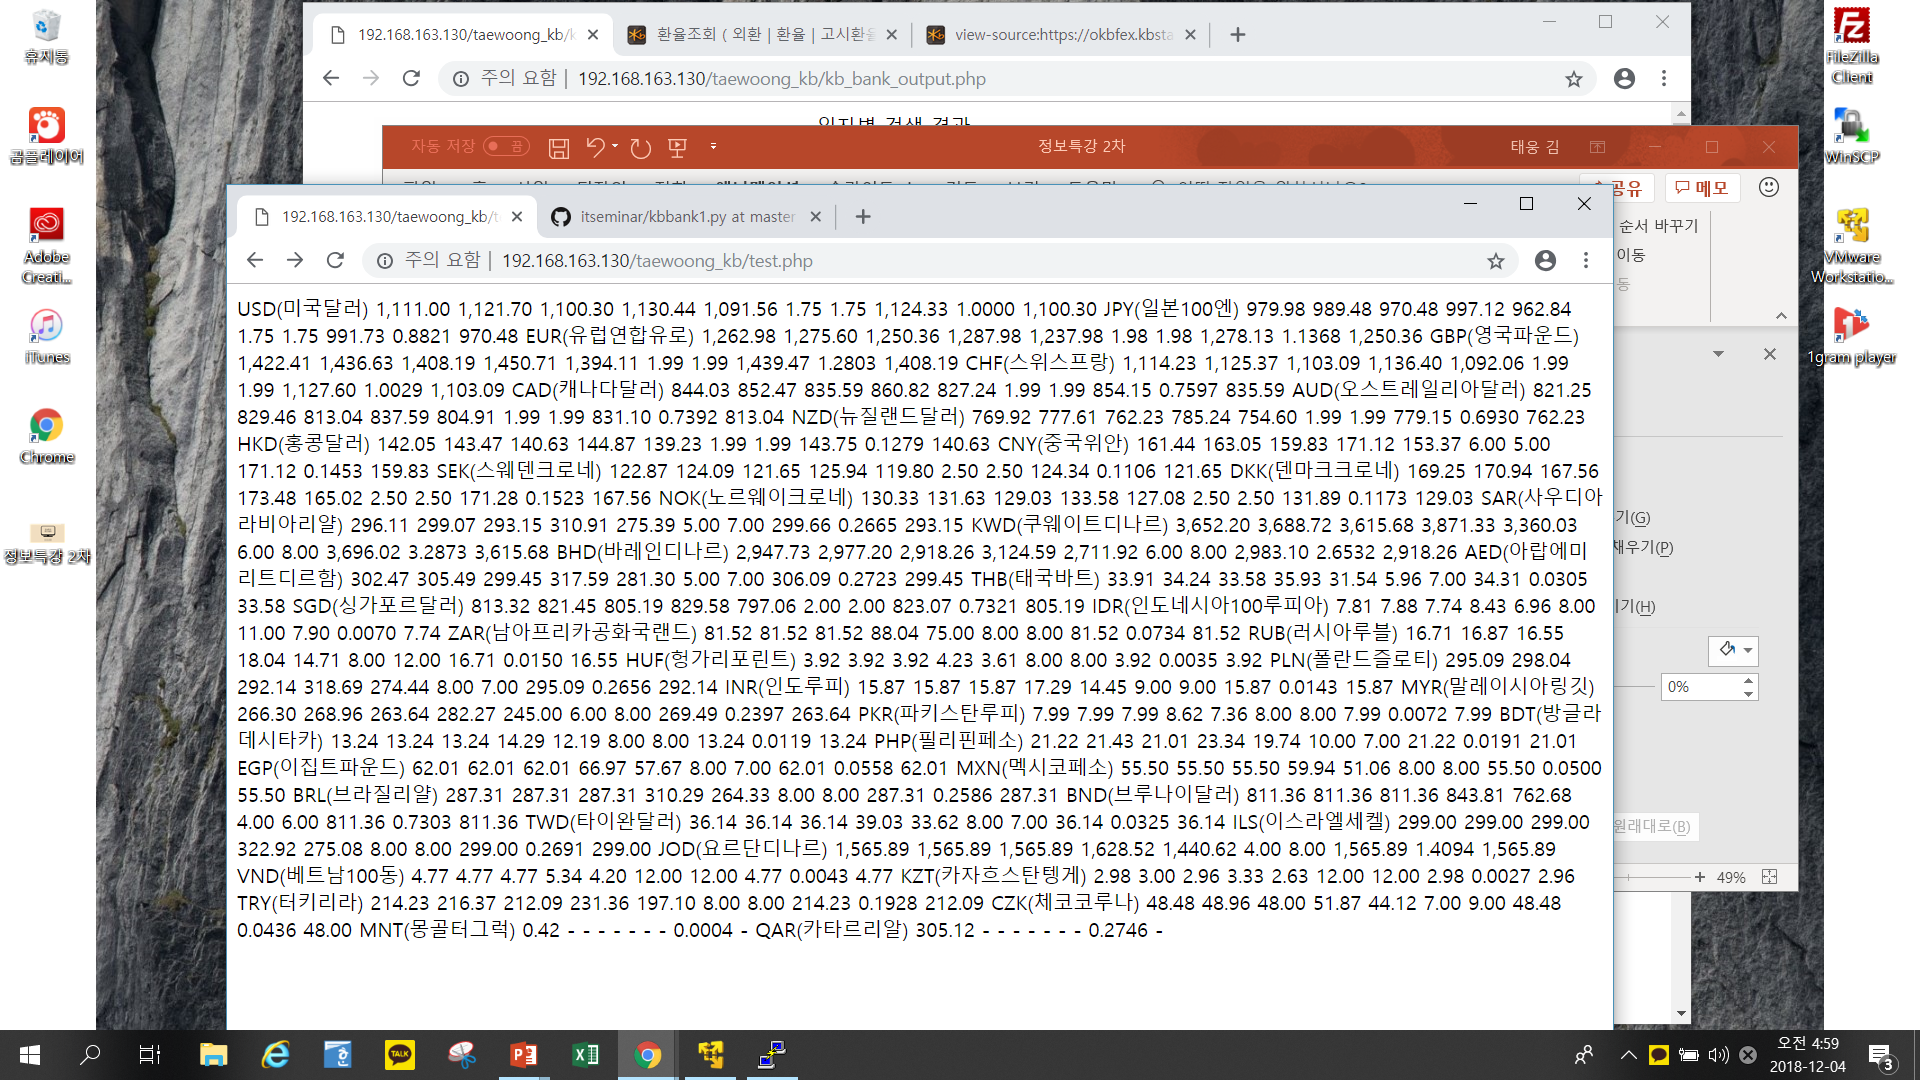 휴지통
곰플레이어
Adobe
Creati...
iTunes
Chrome
정보특강 2차
192.168.163.130/taewoong_kb/k
환율조회 ( 외환 | 환율 | 고시환율
view-source:https://okbfex.kbsta
주의 요함 | 192.168.163.130/taewoong_kb/kb_bank_output.php
자동 저장 끔
정보특강 2차
태웅 김
공유
메모
192.168.163.130/taewoong_kb/t
itseminar/kbbank1.py at master
주의 요함 | 192.168.163.130/taewoong_kb/test.php
USD(미국달러) 1,111.00 1,121.70 1,100.30 1,130.44 1,091.56 1.75 1.75 1,124.33 1.0000 1,100.30 JPY(일본100엔) 979.98 989.48 970.48 997.12 962.84
1.75 1.75 991.73 0.8821 970.48 EUR(유럽연합유로) 1,262.98 1,275.60 1,250.36 1,287.98 1,237.98 1.98 1.98 1,278.13 1.1368 1,250.36 GBP(영국파운드)
1,422.41 1,436.63 1,408.19 1,450.71 1,394.11 1.99 1.99 1,439.47 1.2803 1,408.19 CHF(스위스프랑) 1,114.23 1,125.37 1,103.09 1,136.40 1,092.06 1.99
1.99 1,127.60 1.0029 1,103.09 CAD(캐나다달러) 844.03 852.47 835.59 860.82 827.24 1.99 1.99 854.15 0.7597 835.59 AUD(오스트레일리아달러) 821.25
829.46 813.04 837.59 804.91 1.99 1.99 831.10 0.7392 813.04 NZD(뉴질랜드달러) 769.92 777.61 762.23 785.24 754.60 1.99 1.99 779.15 0.6930 762.23
HKD(홍콩달러) 142.05 143.47 140.63 144.87 139.23 1.99 1.99 143.75 0.1279 140.63 CNY(중국위안) 161.44 163.05 159.83 171.12 153.37 6.00 5.00
171.12 0.1453 159.83 SEK(스웨덴크로네) 122.87 124.09 121.65 125.94 119.80 2.50 2.50 124.34 0.1106 121.65 DKK(덴마크크로네) 169.25 170.94 167.56
173.48 165.02 2.50 2.50 171.28 0.1523 167.56 NOK(노르웨이크로네) 130.33 131.63 129.03 133.58 127.08 2.50 2.50 131.89 0.1173 129.03 SAR(사우디아
라비아리얄) 296.11 299.07 293.15 310.91 275.39 5.00 7.00 299.66 0.2665 293.15 KWD(쿠웨이트디나르) 3,652.20 3,688.72 3,615.68 3,871.33 3,360.03
6.00 8.00 3,696.02 3.2873 3,615.68 BHD(바레인디나르) 2,947.73 2,977.20 2,918.26 3,124.59 2,711.92 6.00 8.00 2,983.10 2.6532 2,918.26 AED(아랍에미
리트디르함) 302.47 305.49 299.45 317.59 281.30 5.00 7.00 306.09 0.2723 299.45 THB(태국바트) 33.91 34.24 33.58 35.93 31.54 5.96 7.00 34.31 0.0305
33.58 SGD(싱가포르달러) 813.32 821.45 805.19 829.58 797.06 2.00 2.00 823.07 0.7321 805.19 IDR(인도네시아100루피아) 7.81 7.88 7.74 8.43 6.96 8.00
11.00 7.90 0.0070 7.74 ZAR(남아프리카공화국랜드) 81.52 81.52 81.52 88.04 75.00 8.00 8.00 81.52 0.0734 81.52 RUB(러시아루블) 16.71 16.87 16.55
18.04 14.71 8.00 12.00 16.71 0.0150 16.55 HUF(헝가리포린트) 3.92 3.92 3.92 4.23 3.61 8.00 8.00 3.92 0.0035 3.92 PLN(폴란드즐로티) 295.09 298.04
292.14 318.69 274.44 8.00 7.00 295.09 0.2656 292.14 INR(인도루피) 15.87 15.87 15.87 17.29 14.45 9.00 9.00 15.87 0.0143 15.87 MYR(말레이시아링깃)
266.30 268.96 263.64 282.27 245.00 6.00 8.00 269.49 0.2397 263.64 PKR(파키스탄루피) 7.99 7.99 7.99 8.62 7.36 8.00 8.00 7.99 0.0072 7.99 BDT(방글라
데시타카) 13.24 13.24 13.24 14.29 12.19 8.00 8.00 13.24 0.0119 13.24 PHP(필리핀페소) 21.22 21.43 21.01 23.34 19.74 10.00 7.00 21.22 0.0191 21.01
EGP(이집트파운드) 62.01 62.01 62.01 66.97 57.67 8.00 7.00 62.01 0.0558 62.01 MXN(멕시코페소) 55.50 55.50 55.50 59.94 51.06 8.00 8.00 55.50 0.0500
55.50 BRL(브라질리얄) 287.31 287.31 287.31 310.29 264.33 8.00 8.00 287.31 0.2586 287.31 BND(브루나이달러) 811.36 811.36 811.36 843.81 762.68
4.00 6.00 811.36 0.7303 811.36 TWD(타이완달러) 36.14 36.14 36.14 39.03 33.62 8.00 7.00 36.14 0.0325 36.14 ILS(이스라엘세켈) 299.00 299.00 299.00
322.92 275.08 8.00 8.00 299.00 0.2691 299.00 JOD(요르단디나르) 1,565.89 1,565.89 1,565.89 1,628.52 1,440.62 4.00 8.00 1,565.89 1.4094 1,565.89
VND(베트남100동) 4.77 4.77 4.77 5.34 4.20 12.00 12.00 4.77 0.0043 4.77 KZT(카자흐스탄텡게) 2.98 3.00 2.96 3.33 2.63 12.00 12.00 2.98 0.0027 2.96
TRY(터키리라) 214.23 216.37 212.09 231.36 197.10 8.00 8.00 214.23 0.1928 212.09 CZK(체코코루나) 48.48 48.96 48.00 51.87 44.12 7.00 9.00 48.48
0.0436 48.00 MNT(몽골터그럭) 0.42 - - - - - - - 0.0004 - QAR(카타르리알) 305.12 - - - - - - - 0.2746 -
순서 바꾸기
이동
동
기(G)
채우기(P)
기(H)
0%
원래대로(B)
49%
FileZilla
Client
WinSCP
VMware
Workstatio...
1gram player
TALK
오전 4:59
2018-12-04
3